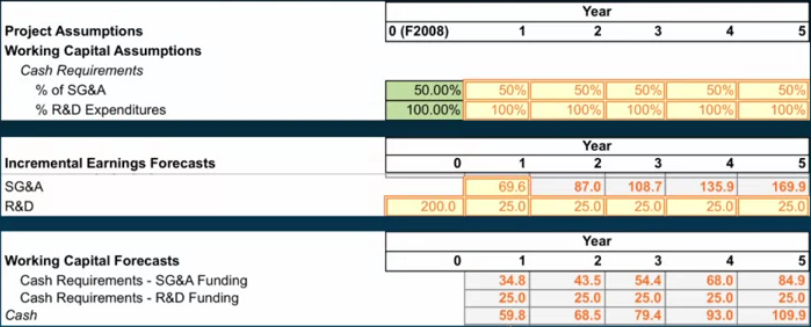 Year
Project Assumptions 0 (F2008) 1 2 3 4 5
Working Capital Assumptions
Cash Requirements
% of SG&A 50.00% 50% 50% 50% 50% 50%
% R&D Expenditures 100.00% 100% 100% 100% 100% 100%
Year
Incremental Earnings Forecasts 0 1 2 3 4 5
SG&A 69.6 87.0 108.7 135.9 169.9
R&D 200.0 25.0 25.0 25.0 25.0 25.0
Year
Working Capital Forecasts 0 1 2 3 4 5
Cash Requirements - SG&A Funding 34.8 43.5 54.4 68.0 84.9
Cash Requirements - R&D Funding 25.0 25.0 25.0 25.0 25.0
Cash 59.8 68.5 79.4 93.0 109.9